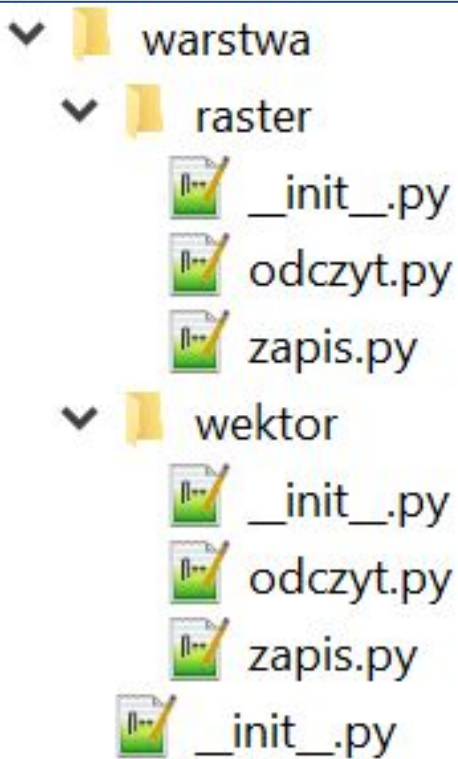 warstwa
raster
__init__.py
odczyt.py
zapis.py
wektor
__init__.py
odczyt.py
zapis.py
__init__.py